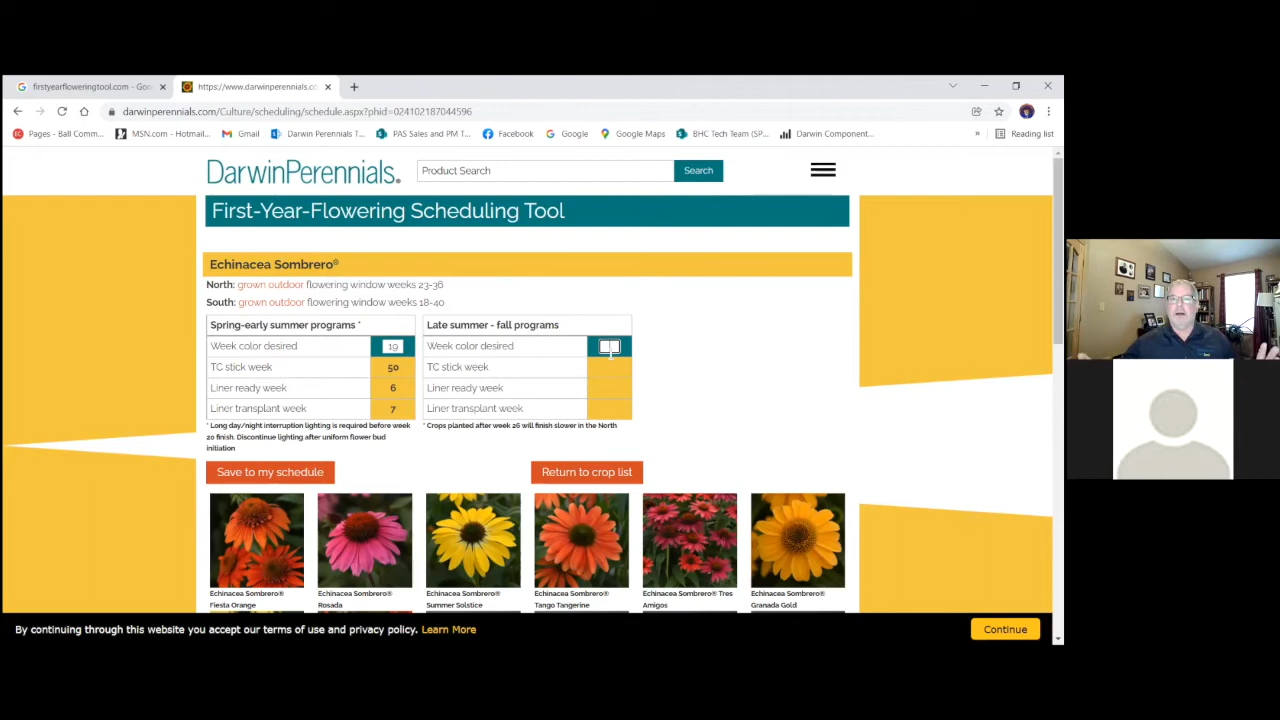 firstyearfloweringtool.com - Goo
https://www.darwinperennials.com
darwinperennials.com/Culture/scheduling/schedule.aspx?phid=024102187044596
Pages - Ball Comm... MSN.com - Hotmail... Gmail Darwin Perennials T... PAS Sales and PM T... Facebook Google Google Maps BHC Tech Team (SP... Darwin Component... » Reading list
DarwinPerennials. Product Search Search
First-Year-Flowering Scheduling Tool
Echinacea Sombrero®
North: grown outdoor flowering window weeks 23-36
South: grown outdoor flowering window weeks 18-40
Spring-early summer programs *
Week color desired 19
TC stick week 50
Liner ready week 6
Liner transplant week 7
* Long day/night interruption lighting is required before week
20 finish. Discontinue lighting after uniform flower bud
initiation
Late summer - fall programs
Week color desired
TC stick week
Liner ready week
Liner transplant week
* Crops planted after week 26 will finish slower in the North
Save to my schedule Return to crop list
Echinacea Sombrero®
Fiesta Orange
Echinacea Sombrero®
Rosada
Echinacea Sombrero®
Summer Solstice
Echinacea Sombrero®
Tango Tangerine
Echinacea Sombrero® Tres
Amigos
Echinacea Sombrero®
Granada Gold
By continuing through this website you accept our terms of use and privacy policy. Learn More Continue